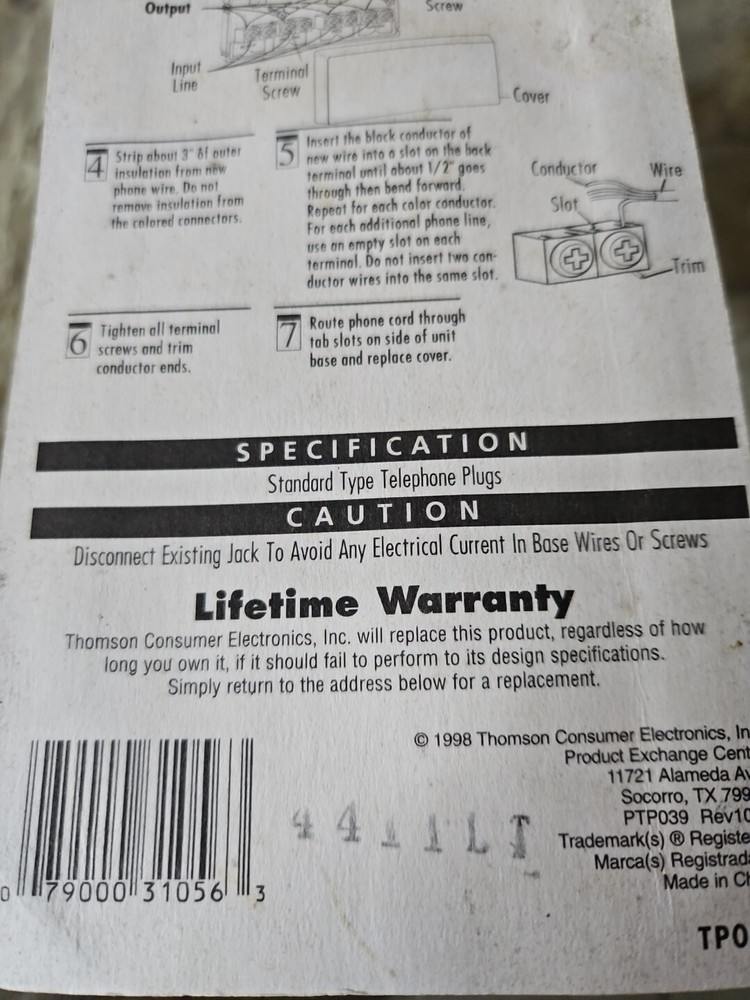 Output
Screw
Input
Line
Terminal
Screw
Cover
4
Strip about 3" of outer
insulation from new
phone wire. Do not
remove insulation from
the colored connectors.
5
Insert the black conductor of
new wire into a slot on the back
terminal until about 1/2" goes
through then bend forward.
Repeat for each color conductor.
For each additional phone line,
use an empty slot on each
terminal. Do not insert two con-
ductor wires into the same slot.
Conductor
Wire
Slot
Trim
6
Tighten all terminal
screws and trim
conductor ends.
7
Route phone cord through
tab slots on side of unit
base and replace cover.
SPECIFICATION
Standard Type Telephone Plugs
CAUTION
Disconnect Existing Jack To Avoid Any Electrical Current In Base Wires Or Screws
Lifetime Warranty
Thomson Consumer Electronics, Inc. will replace this product, regardless of how
long you own it, if it should fail to perform to its design specifications.
Simply return to the address below for a replacement.
© 1998 Thomson Consumer Electronics, In
Product Exchange Cent
11721 Alameda Av
Socorro, TX 799
PTP039 Rev10
Trademark(s) ® Registe
Marca(s) Registrad
Made in Ch
TP0
0 79000 31056 3